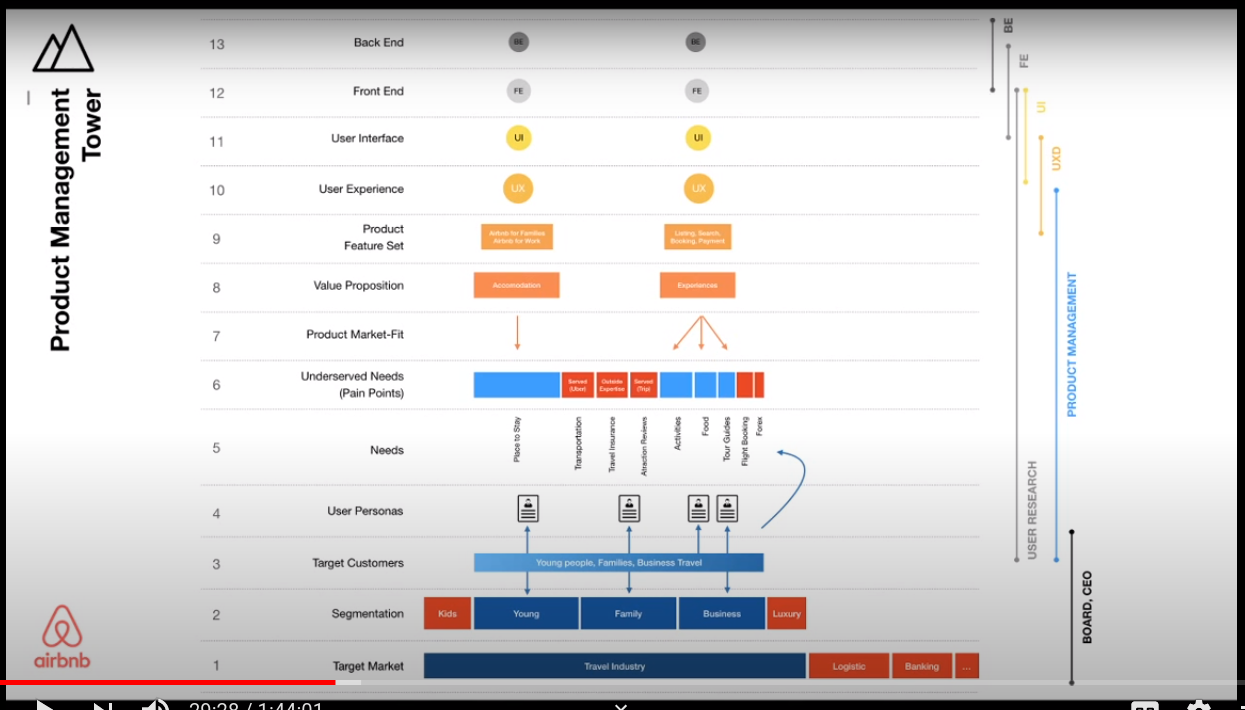 Product Management
Tower
airbnb
13 Back End BE BE
12 Front End FE FE
11 User Interface UI UI
10 User Experience UX UX
9 Product
Feature Set
Airbnb for Families
Airbnb for Work
Listing, Search,
Booking, Payment
8 Value Proposition Accomodation Experiences
7 Product Market-Fit
6 Underserved Needs
(Pain Points)
Served
(Uber)
Outside
Expertise
Served
(Trip)
5 Needs
Place to Stay
Transportation
Travel Insurance
Atraction Reviews
Activities
Food
Tour Guides
Flight Booking
Forex
4 User Personas
3 Target Customers Young people, Families, Business Travel
2 Segmentation Kids Young Family Business Luxury
1 Target Market Travel Industry Logistic Banking ...
BE
FE
UI
UXD
PRODUCT MANAGEMENT
USER RESEARCH
BOARD, CEO
20:28 / 1:44:01